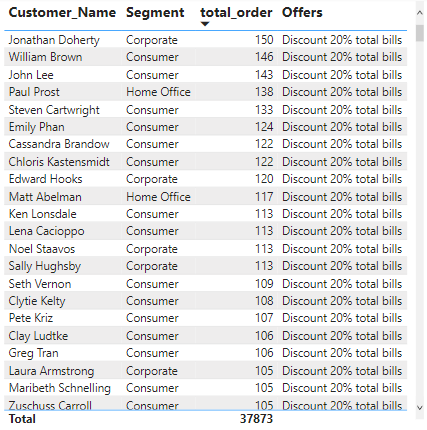 Customer_Name Segment total_order Offers
Jonathan Doherty Corporate 150 Discount 20% total bills
William Brown Consumer 146 Discount 20% total bills
John Lee Consumer 143 Discount 20% total bills
Paul Prost Home Office 138 Discount 20% total bills
Steven Cartwright Consumer 133 Discount 20% total bills
Emily Phan Consumer 124 Discount 20% total bills
Cassandra Brandow Consumer 122 Discount 20% total bills
Chloris Kastensmidt Consumer 122 Discount 20% total bills
Edward Hooks Corporate 120 Discount 20% total bills
Matt Abelman Home Office 117 Discount 20% total bills
Ken Lonsdale Consumer 113 Discount 20% total bills
Lena Cacioppo Consumer 113 Discount 20% total bills
Noel Staavos Corporate 113 Discount 20% total bills
Sally Hughsby Corporate 113 Discount 20% total bills
Seth Vernon Consumer 109 Discount 20% total bills
Clytie Kelty Consumer 108 Discount 20% total bills
Pete Kriz Consumer 107 Discount 20% total bills
Clay Ludtke Consumer 106 Discount 20% total bills
Greg Tran Consumer 106 Discount 20% total bills
Laura Armstrong Corporate 105 Discount 20% total bills
Maribeth Schnelling Consumer 105 Discount 20% total bills
Zuschuss Carroll Consumer 105 Discount 20% total bills
Total 37873